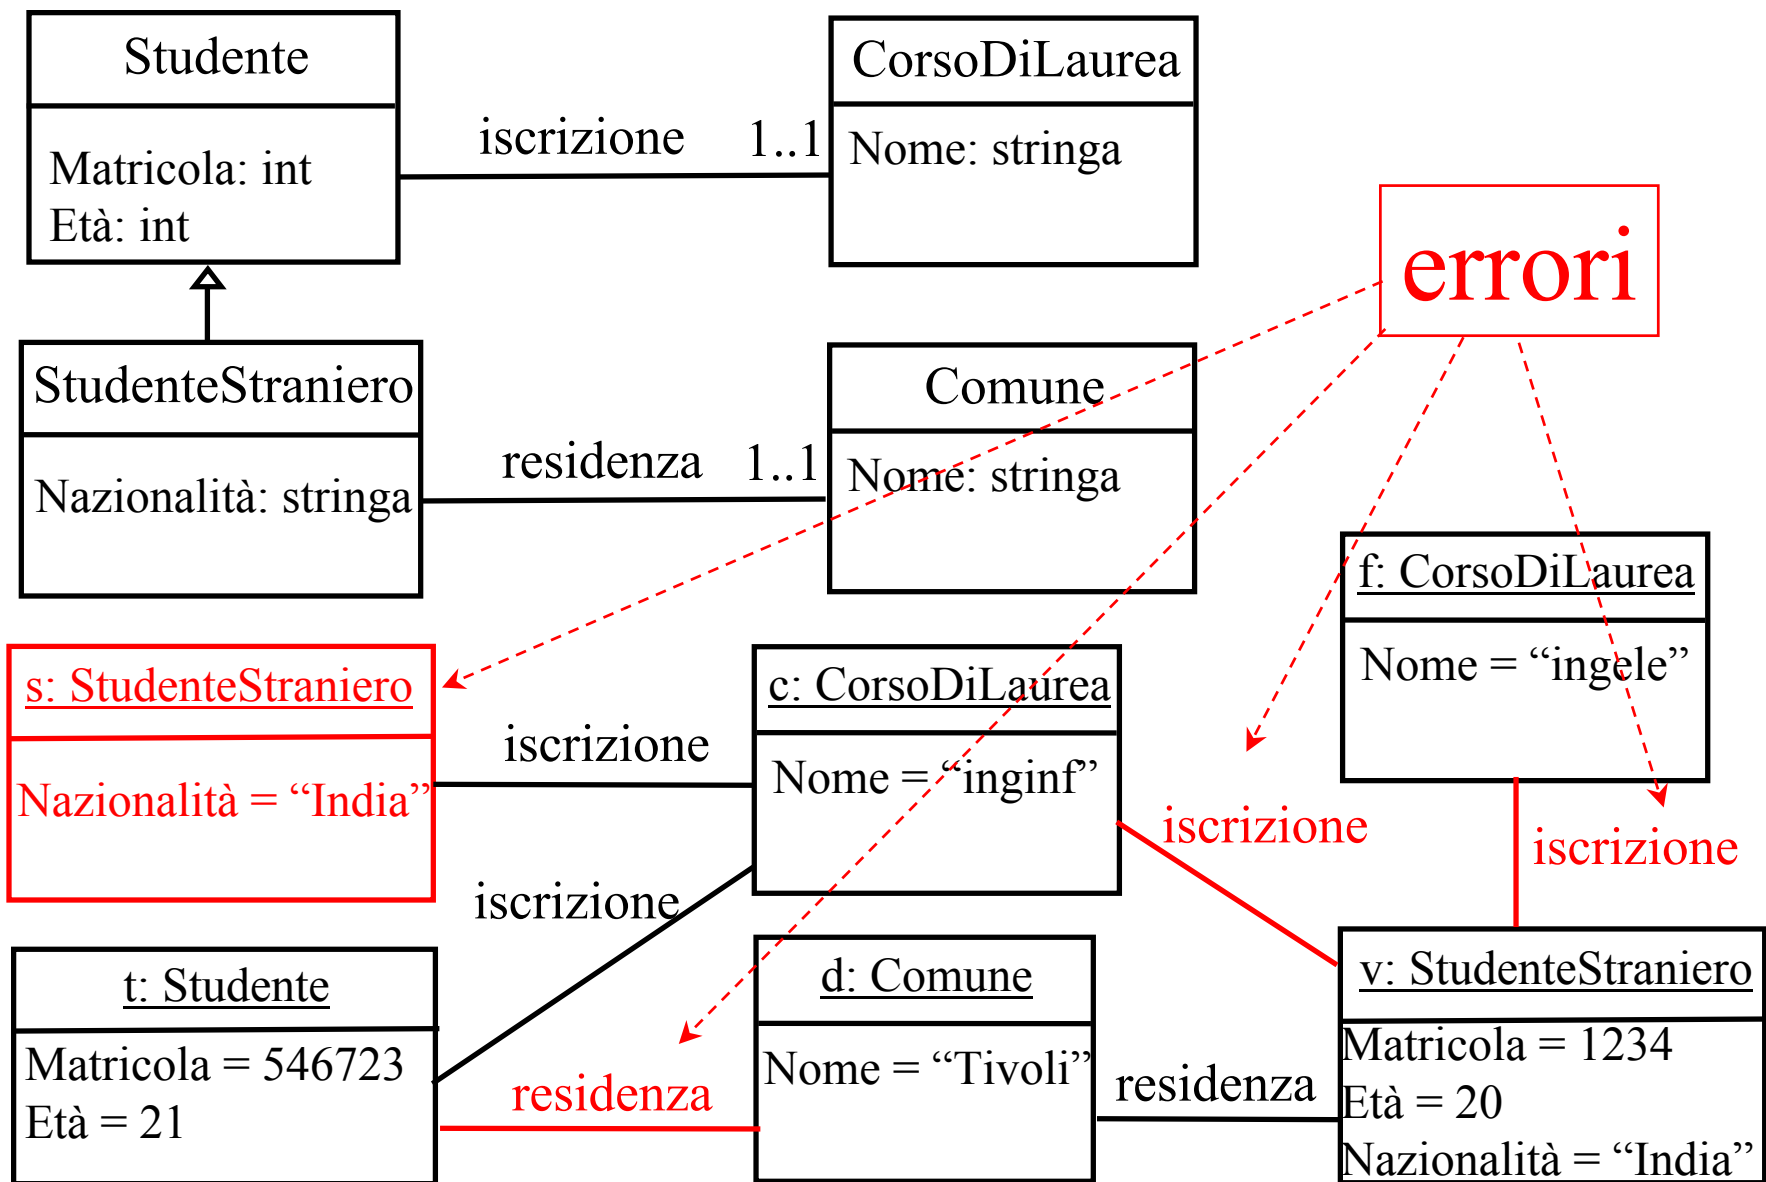 Studente
Matricola: int
Età: int
iscrizione 1..1
CorsoDiLaurea
Nome: stringa
errori
StudenteStraniero
Nazionalità: stringa
residenza 1..1
Comune
Nome: stringa
f: CorsoDiLaurea
Nome = “ingele”
s: StudenteStraniero
Nazionalità = “India”
iscrizione
c: CorsoDiLaurea
Nome = “inginf”
iscrizione
iscrizione
iscrizione
t: Studente
Matricola = 546723
Età = 21
residenza
d: Comune
Nome = “Tivoli”
residenza
v: StudenteStraniero
Matricola = 1234
Età = 20
Nazionalità = “India”